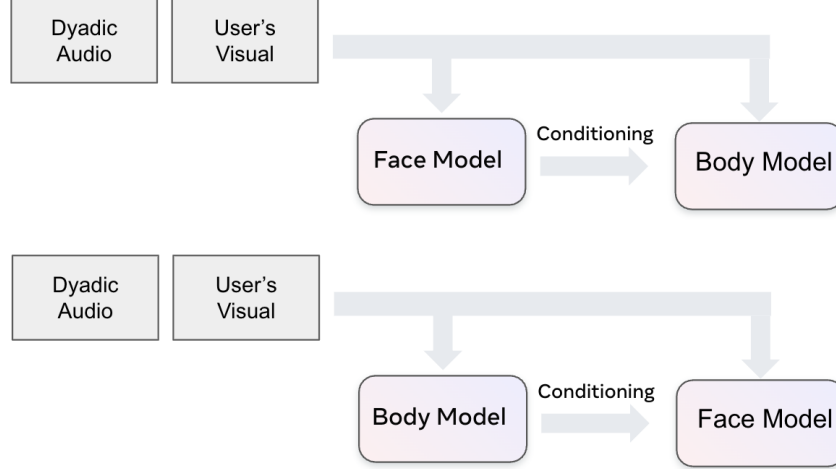 Dyadic
Audio
User's
Visual
Face Model
Conditioning
Body Model
Dyadic
Audio
User's
Visual
Body Model
Conditioning
Face Model